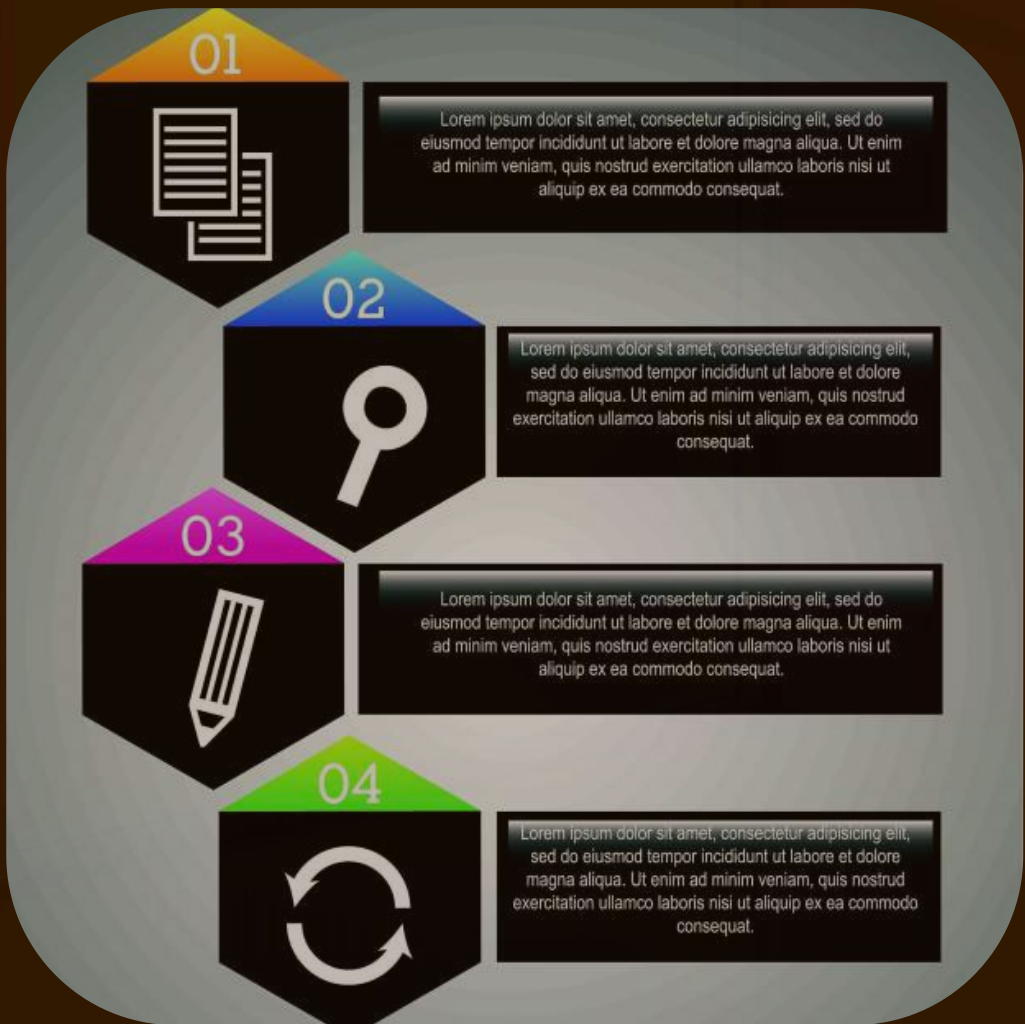 01
Lorem ipsum dolor sit amet, consectetur adipisicing elit, sed do
eiusmod tempor incididunt ut labore et dolore magna aliqua. Ut enim
ad minim veniam, quis nostrud exercitation ullamco laboris nisi ut
aliquip ex ea commodo consequat.
02
Lorem ipsum dolor sit amet, consectetur adipisicing elit,
sed do eiusmod tempor incididunt ut labore et dolore
magna aliqua. Ut enim ad minim veniam, quis nostrud
exercitation ullamco laboris nisi ut aliquip ex ea commodo
consequat.
03
Lorem ipsum dolor sit amet, consectetur adipisicing elit, sed do
eiusmod tempor incididunt ut labore et dolore magna aliqua. Ut enim
ad minim veniam, quis nostrud exercitation ullamco laboris nisi ut
aliquip ex ea commodo consequat.
04
Lorem ipsum dolor sit amet, consectetur adipisicing elit,
sed do eiusmod tempor incididunt ut labore et dolore
magna aliqua. Ut enim ad minim veniam, quis nostrud
exercitation ullamco laboris nisi ut aliquip ex ea commodo
consequat.